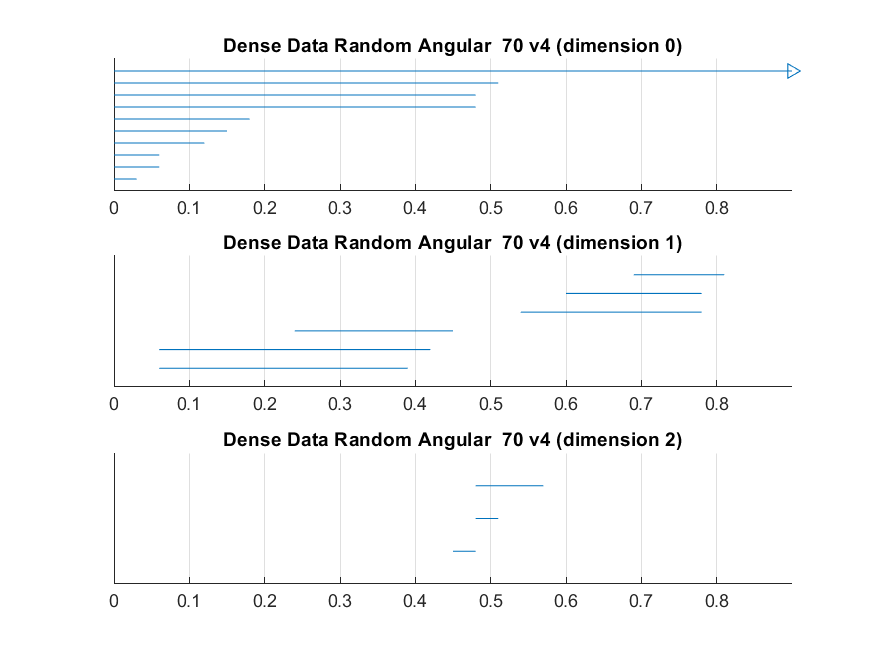 Dense Data Random Angular  70 v4 (dimension 0)
0 0.1 0.2 0.3 0.4 0.5 0.6 0.7 0.8
Dense Data Random Angular  70 v4 (dimension 1)
0 0.1 0.2 0.3 0.4 0.5 0.6 0.7 0.8
Dense Data Random Angular  70 v4 (dimension 2)
0 0.1 0.2 0.3 0.4 0.5 0.6 0.7 0.8